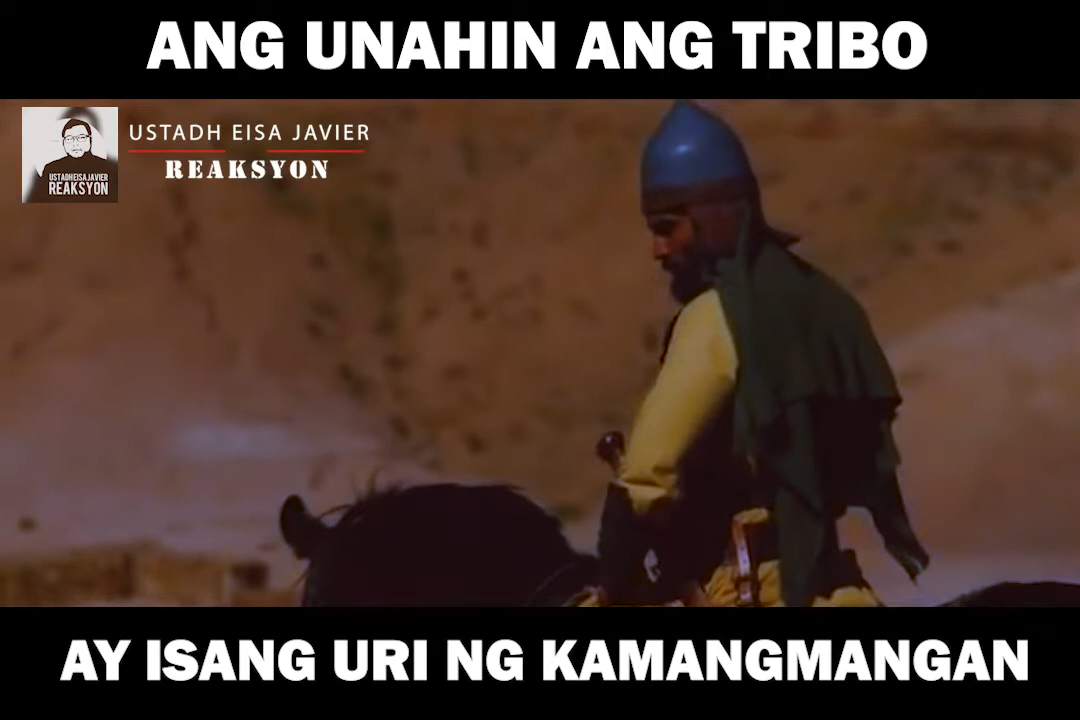 ANG UNAHIN ANG TRIBO
USTADH EISA JAVIER
REAKSYON
USTADHEISAJAVIER
REAKSYON
AY ISANG URI NG KAMANGMANGAN